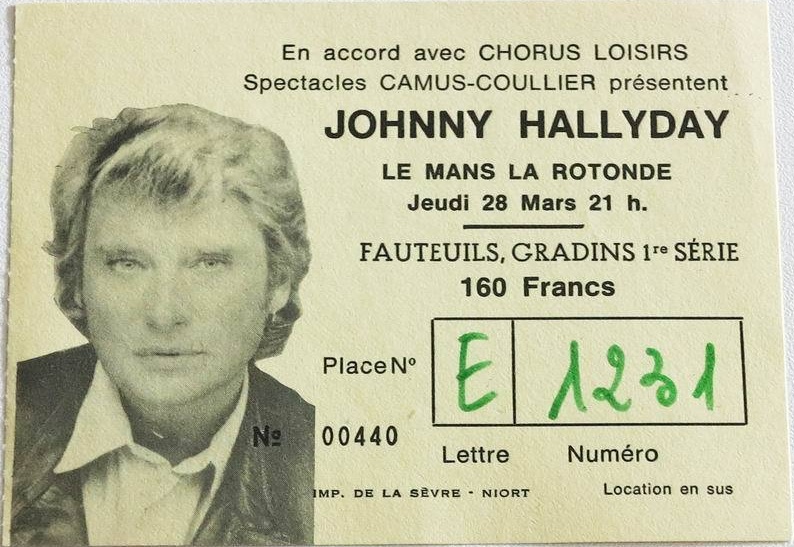 En accord avec CHORUS LOISIRS
Spectacles CAMUS-COULLIER présentent
JOHNNY HALLYDAY
LE MANS LA ROTONDE
Jeudi 28 Mars 21 h.
FAUTEUILS, GRADINS 1re SÉRIE
160 Francs
Place No E 1231
Lettre Numéro
No 00440
IMP. DE LA SÈVRE - NIORT
Location en sus